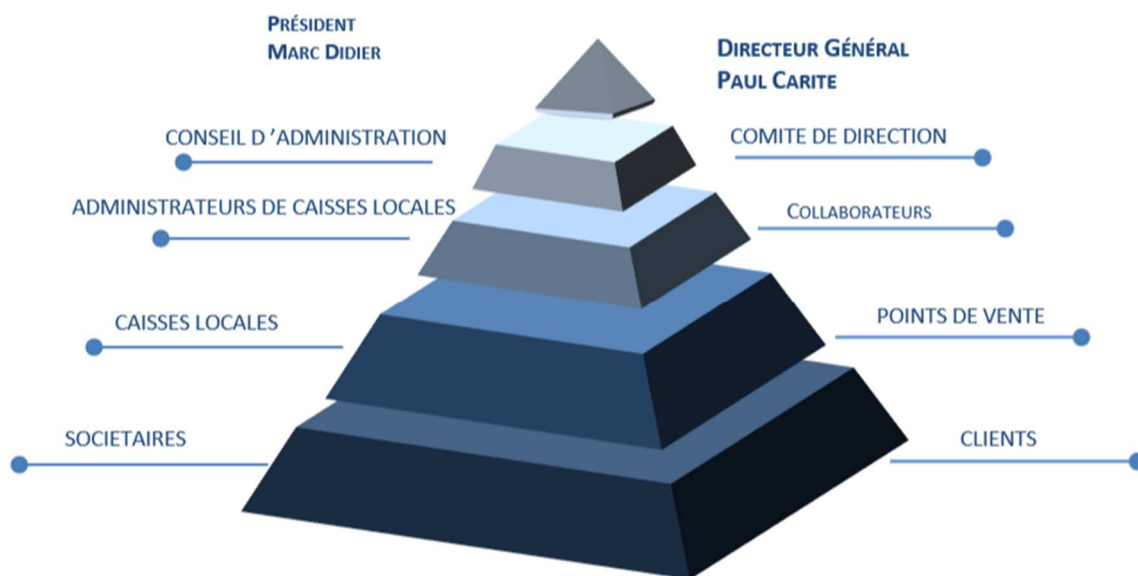 PRÉSIDENT
MARC DIDIER
DIRECTEUR GÉNÉRAL
PAUL CARITE
CONSEIL D ’ADMINISTRATION
COMITE DE DIRECTION
ADMINISTRATEURS DE CAISSES LOCALES
COLLABORATEURS
CAISSES LOCALES
POINTS DE VENTE
SOCIETAIRES
CLIENTS